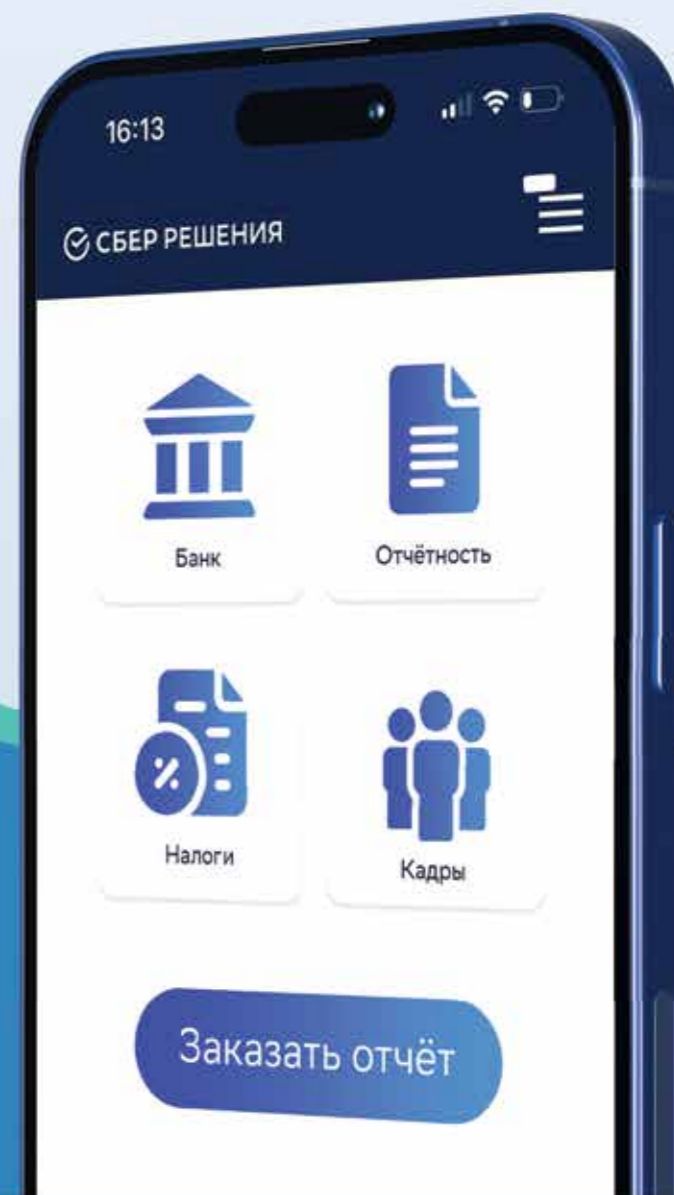 16:13
СБЕР РЕШЕНИЯ
Банк
Отчётность
Налоги
Кадры
Заказать отчёт